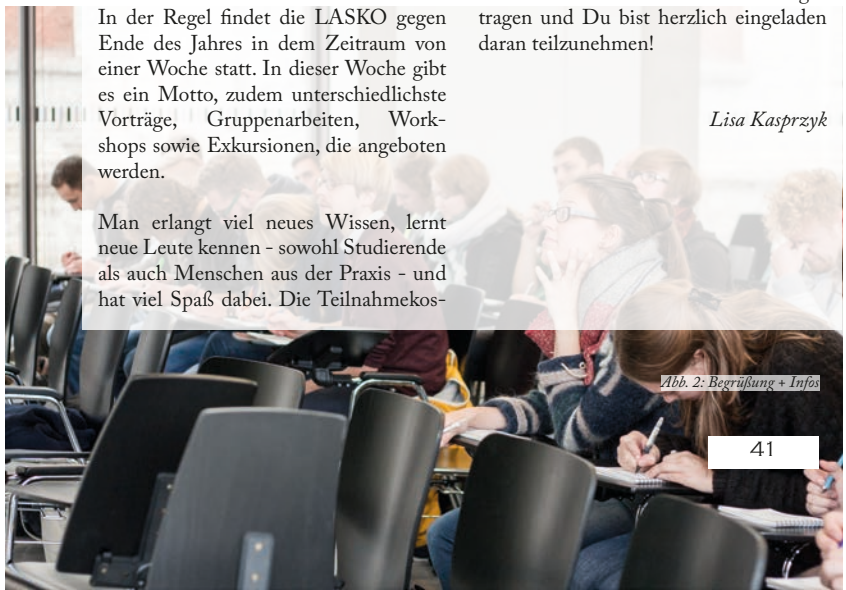 In der Regel findet die LASKO gegen
Ende des Jahres in dem Zeitraum von
einer Woche statt. In dieser Woche gibt
es ein Motto, zudem unterschiedlichste
Vorträge, Gruppenarbeiten, Work-
shops sowie Exkursionen, die angeboten
werden.
Man erlangt viel neues Wissen, lernt
neue Leute kennen - sowohl Studierende
als auch Menschen aus der Praxis - und
hat viel Spaß dabei. Die Teilnahmekos-
tragen und Du bist herzlich eingeladen
daran teilzunehmen!
Lisa Kasprzyk
Abb. 2: Begrüßung + Infos
41